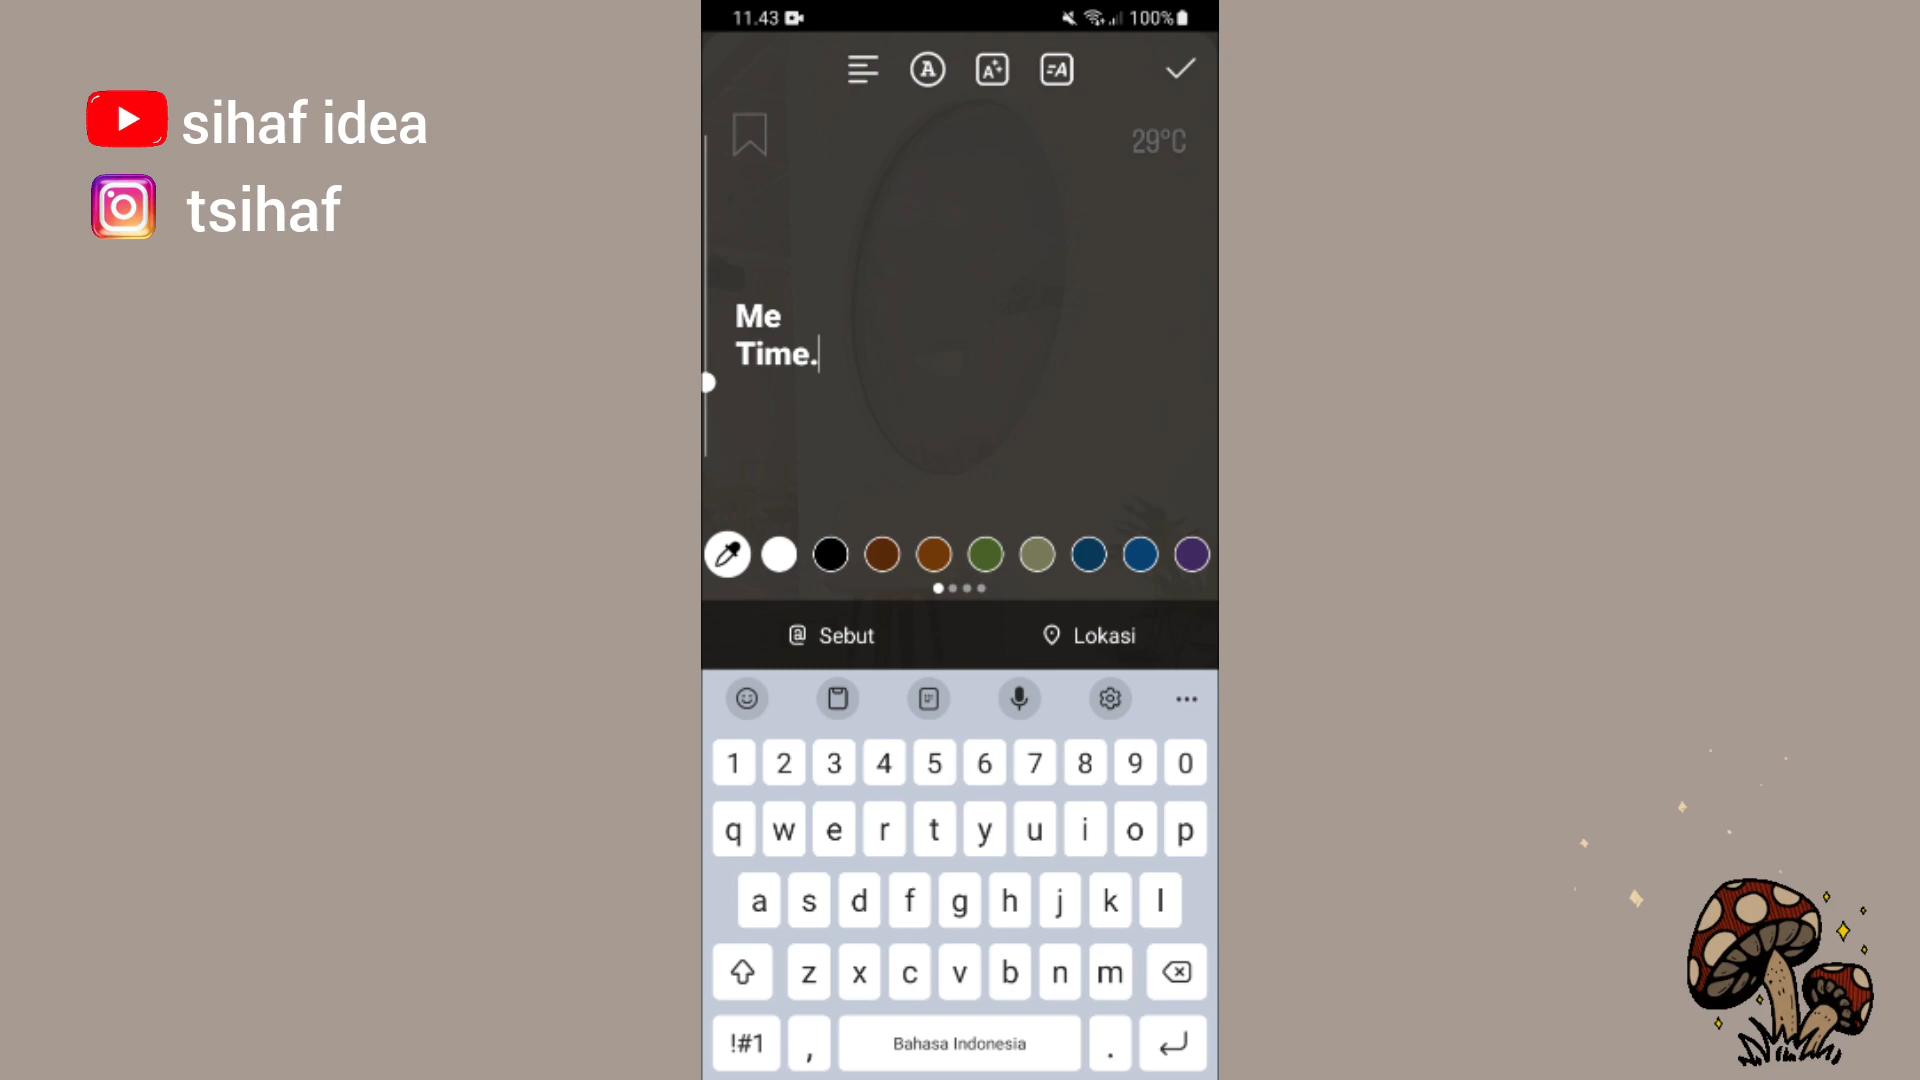 sihaf idea
tsihaf
11.43
100%
A
A
=A
29°C
Me
Time.
Sebut
Lokasi
1 2 3 4 5 6 7 8 9 0
q w e r t y u i o p
a s d f g h j k l
z x c v b n m
!#1 , Bahasa Indonesia .